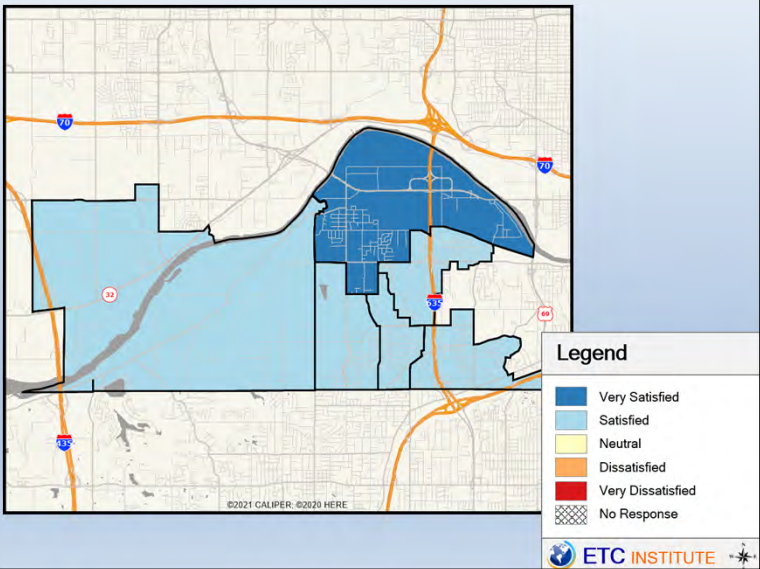 70
70
32
635
69
435
©2021 CALIPER; ©2020 HERE
Legend
Very Satisfied
Satisfied
Neutral
Dissatisfied
Very Dissatisfied
No Response
ETC INSTITUTE